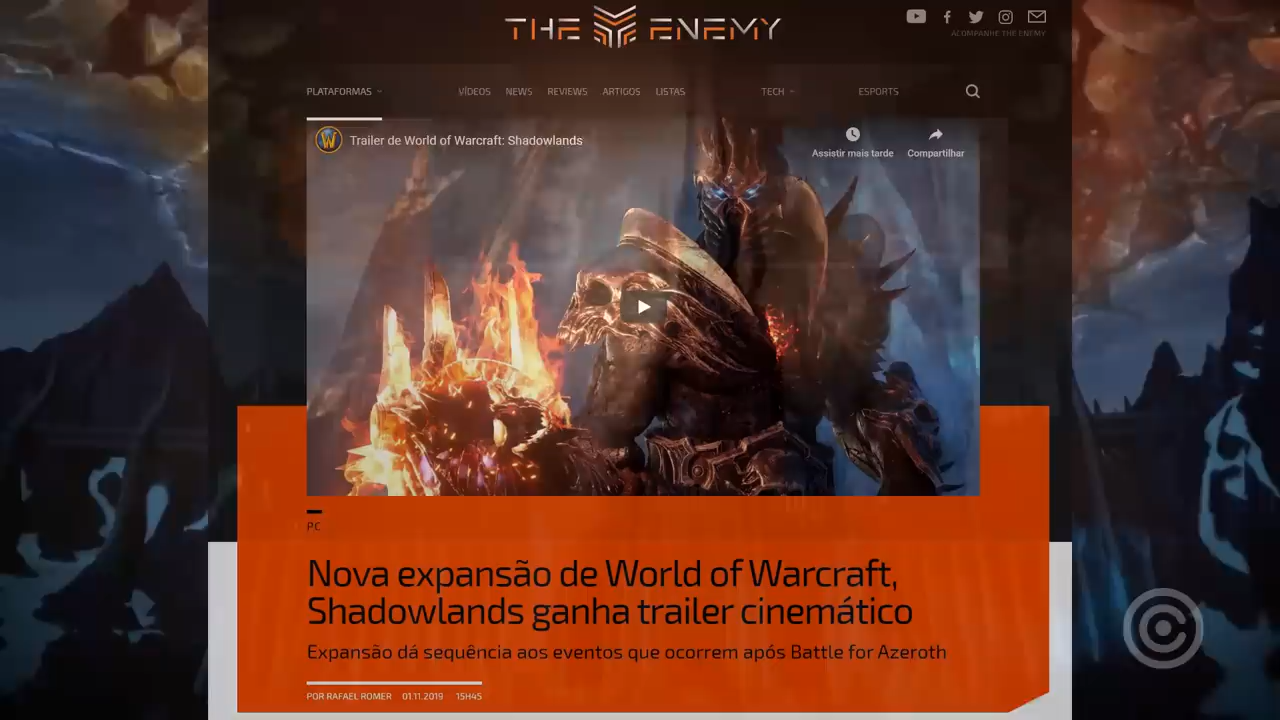 THE ENEMY
ACOMPANHE THE ENEMY
PLATAFORMAS
VÍDEOS
NEWS
REVIEWS
ARTIGOS
LISTAS
TECH
ESPORTS
Trailer de World of Warcraft: Shadowlands
Assistir mais tarde
Compartilhar
PC
Nova expansão de World of Warcraft,
Shadowlands ganha trailer cinemático
Expansão dá sequência aos eventos que ocorrem após Battle for Azeroth
POR RAFAEL ROMER 01.11.2019 15H45